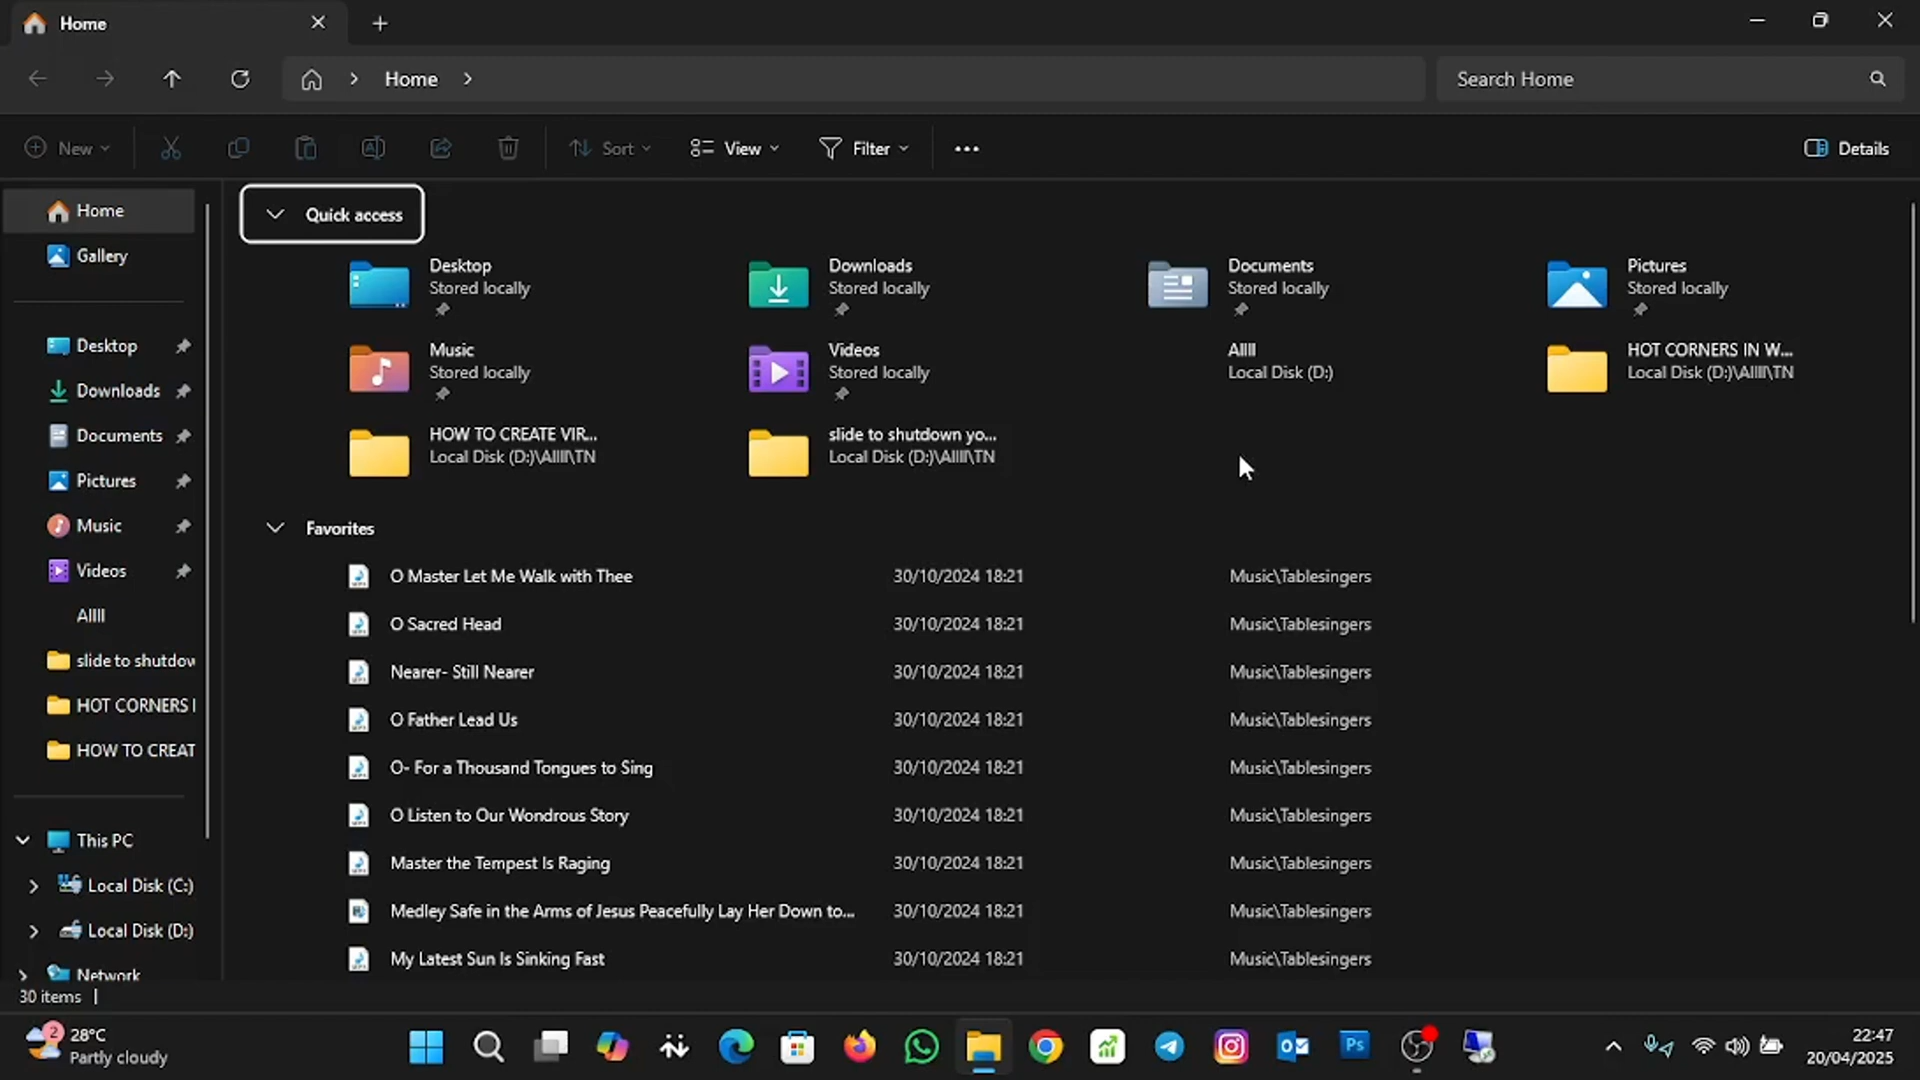 Home
Home
Search Home
New
Sort
View
Filter
Details
Home
Gallery
Desktop
Downloads
Documents
Pictures
Music
Videos
Allll
slide to shutdow
HOT CORNERS I
HOW TO CREAT
This PC
Local Disk (C:)
Local Disk (D:)
Network
Quick access
Desktop
Stored locally
Downloads
Stored locally
Documents
Stored locally
Pictures
Stored locally
Music
Stored locally
Videos
Stored locally
Allll
Local Disk (D:)
HOT CORNERS IN W...
Local Disk (D:)\Allll\TN
HOW TO CREATE VIR...
Local Disk (D:)\Allll\TN
slide to shutdown yo...
Local Disk (D:)\Allll\TN
Favorites
O Master Let Me Walk with Thee 30/10/2024 18:21 Music\Tablesingers
O Sacred Head 30/10/2024 18:21 Music\Tablesingers
Nearer- Still Nearer 30/10/2024 18:21 Music\Tablesingers
O Father Lead Us 30/10/2024 18:21 Music\Tablesingers
O- For a Thousand Tongues to Sing 30/10/2024 18:21 Music\Tablesingers
O Listen to Our Wondrous Story 30/10/2024 18:21 Music\Tablesingers
Master the Tempest Is Raging 30/10/2024 18:21 Music\Tablesingers
Medley Safe in the Arms of Jesus Peacefully Lay Her Down to... 30/10/2024 18:21 Music\Tablesingers
My Latest Sun Is Sinking Fast 30/10/2024 18:21 Music\Tablesingers
30 items
2
28°C
Partly cloudy
Ps
22:47
20/04/2025